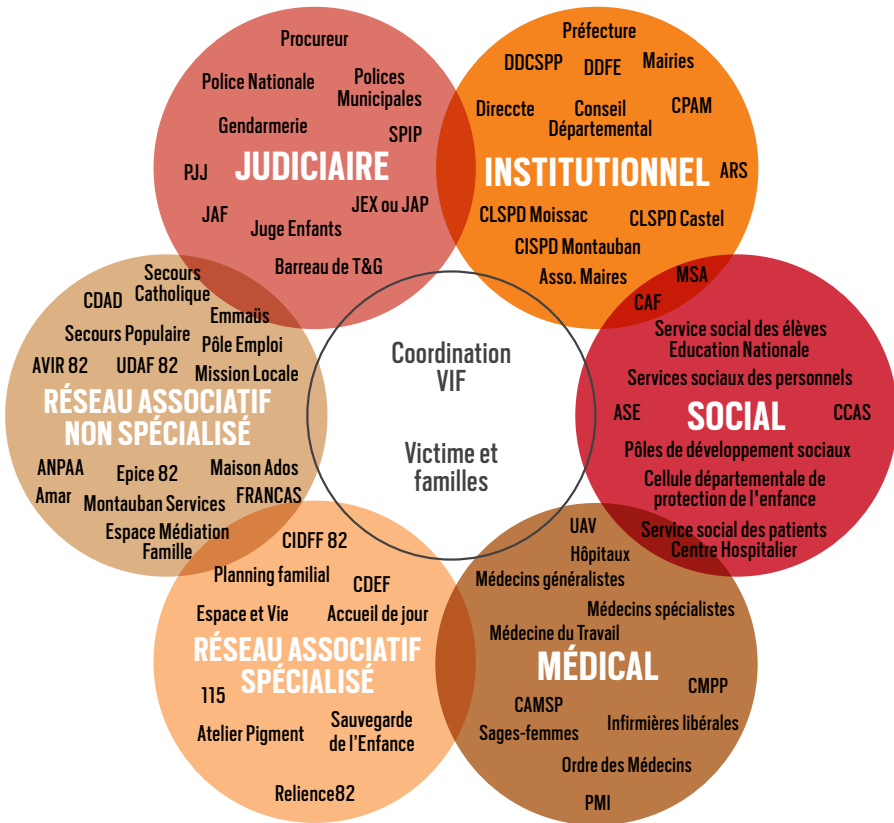 Procureur
Police Nationale
Polices
Municipales
Gendarmerie
SPIP
JUDICIAIRE
PJJ
JEX ou JAP
JAF
Juge Enfants
Barreau de T&G
Préfecture
DDCSPP
DDFE
Mairies
Direccte
Conseil
Départemental
CPAM
INSTITUTIONNEL
ARS
CLSPD Moissac
CLSPD Castel
CISPD Montauban
Asso. Maires
MSA
CAF
Service social des élèves
Education Nationale
Services sociaux des personnels
ASE
SOCIAL
CCAS
Pôles de développement sociaux
Cellule départementale de
protection de l'enfance
Service social des patients
Centre Hospitalier
Coordination
VIF
Victime et
familles
Secours
Catholique
CDAD
Emmaüs
Secours Populaire
Pôle Emploi
AVIR 82
UDAF 82
Mission Locale
RÉSEAU ASSOCIATIF
NON SPÉCIALISÉ
ANPAA
Epice 82
Maison Ados
Amar
Montauban Services
FRANCAS
Espace Médiation
Famille
CIDFF 82
Planning familial
CDEF
Espace et Vie
Accueil de jour
RÉSEAU ASSOCIATIF
SPÉCIALISÉ
115
Atelier Pigment
Sauvegarde
de l'Enfance
Relience82
UAV
Hôpitaux
Médecins généralistes
Médecins spécialistes
Médecine du Travail
MÉDICAL
CMPP
CAMSP
Infirmières libérales
Sages-femmes
Ordre des Médecins
PMI